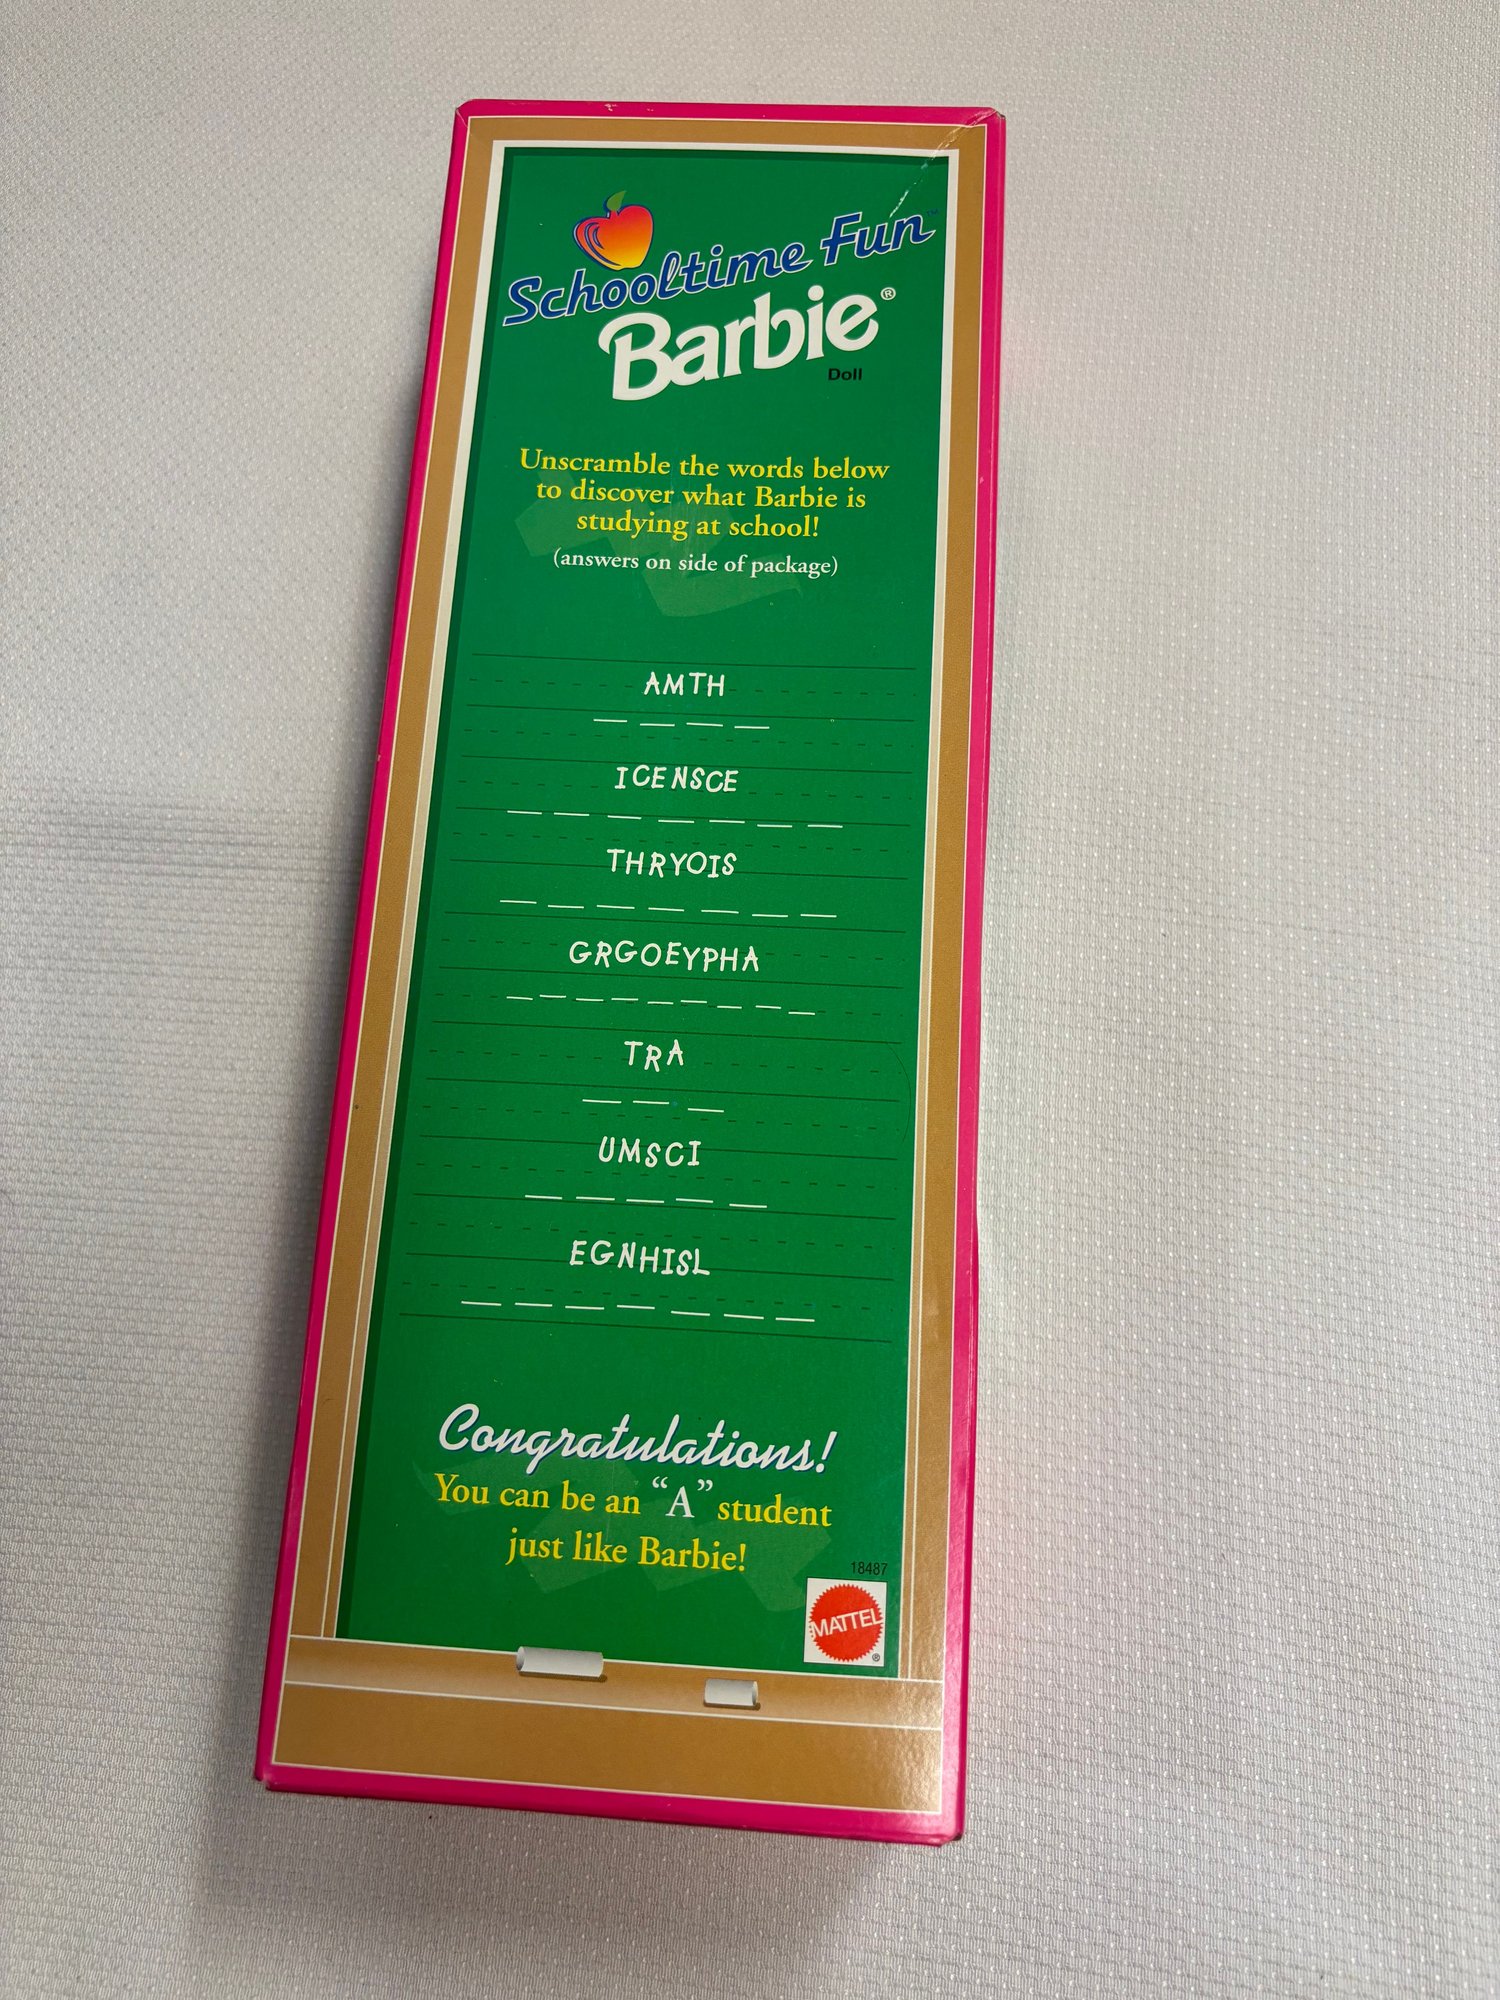 Schooltime Fun™
Barbie®
Doll
Unscramble the words below
to discover what Barbie is
studying at school!
(answers on side of package)
AMTH
ICENSCE
THRYOIS
GRGOEYPHA
TRA
UMSCI
EGNHISL
Congratulations!
You can be an “A” student
just like Barbie!
18487
MATTEL®